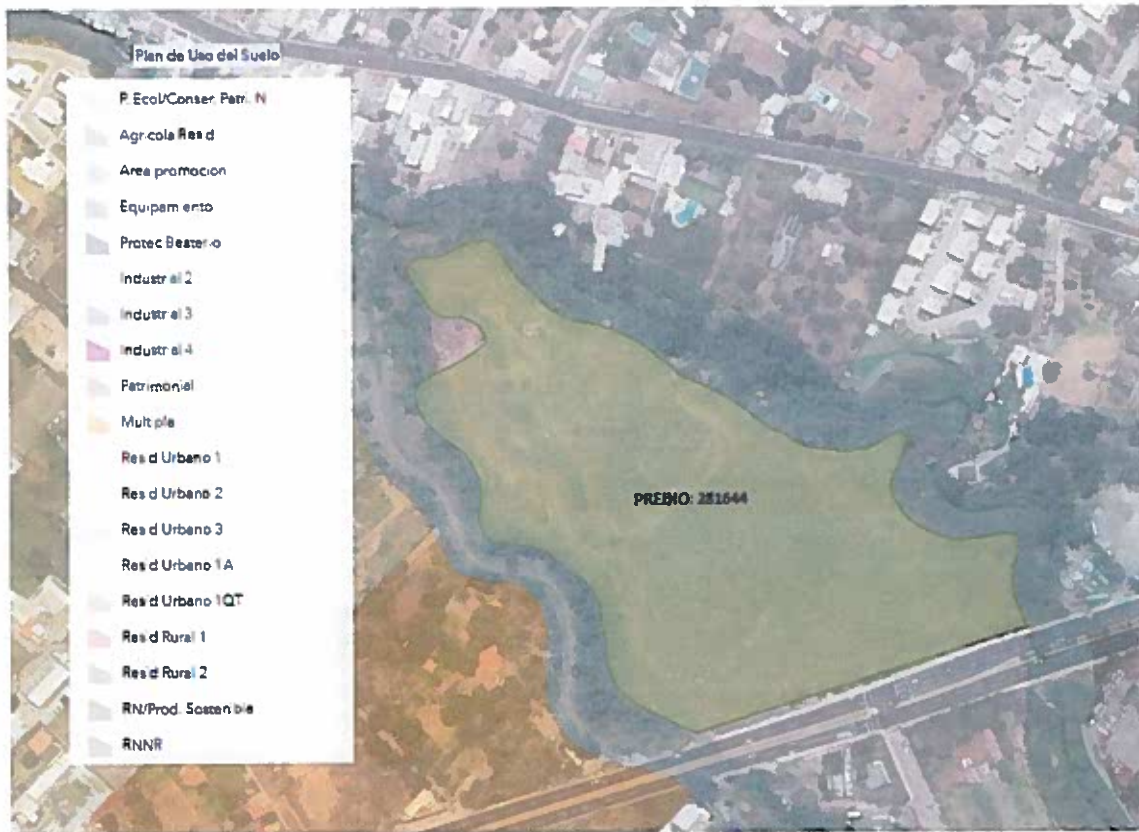 Plan de Uso del Suelo
P. Ecol/Conser. Patri. N
Agricola Resid
Area promocion
Equipamiento
Protec Beaterio
Industrial 2
Industrial 3
Industrial 4
Patrimonial
Multiple
Resid Urbano 1
Resid Urbano 2
Resid Urbano 3
Resid Urbano 1A
Resid Urbano 1QT
Resid Rural 1
Resid Rural 2
RN/Prod. Sostenible
RNNR
PREDIO: 281644